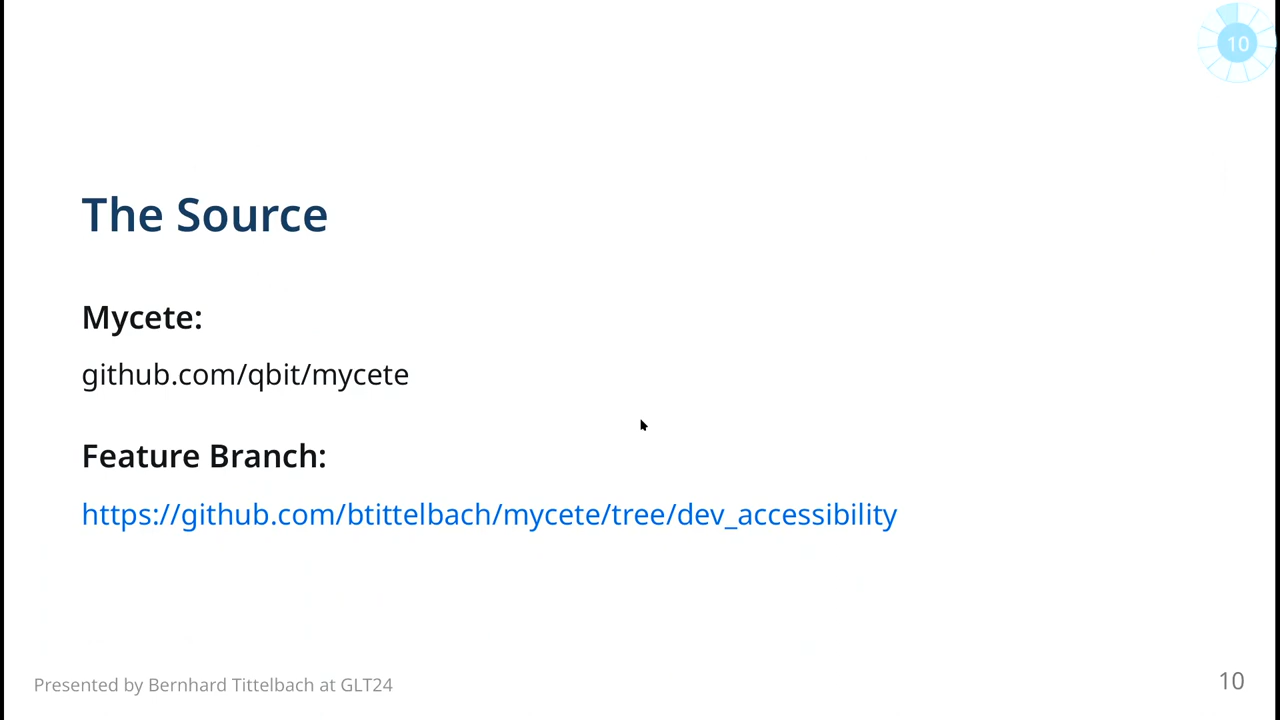 10
The Source
Mycete:
github.com/qbit/mycete
Feature Branch:
https://github.com/btittelbach/mycete/tree/dev_accessibility
Presented by Bernhard Tittelbach at GLT24
10